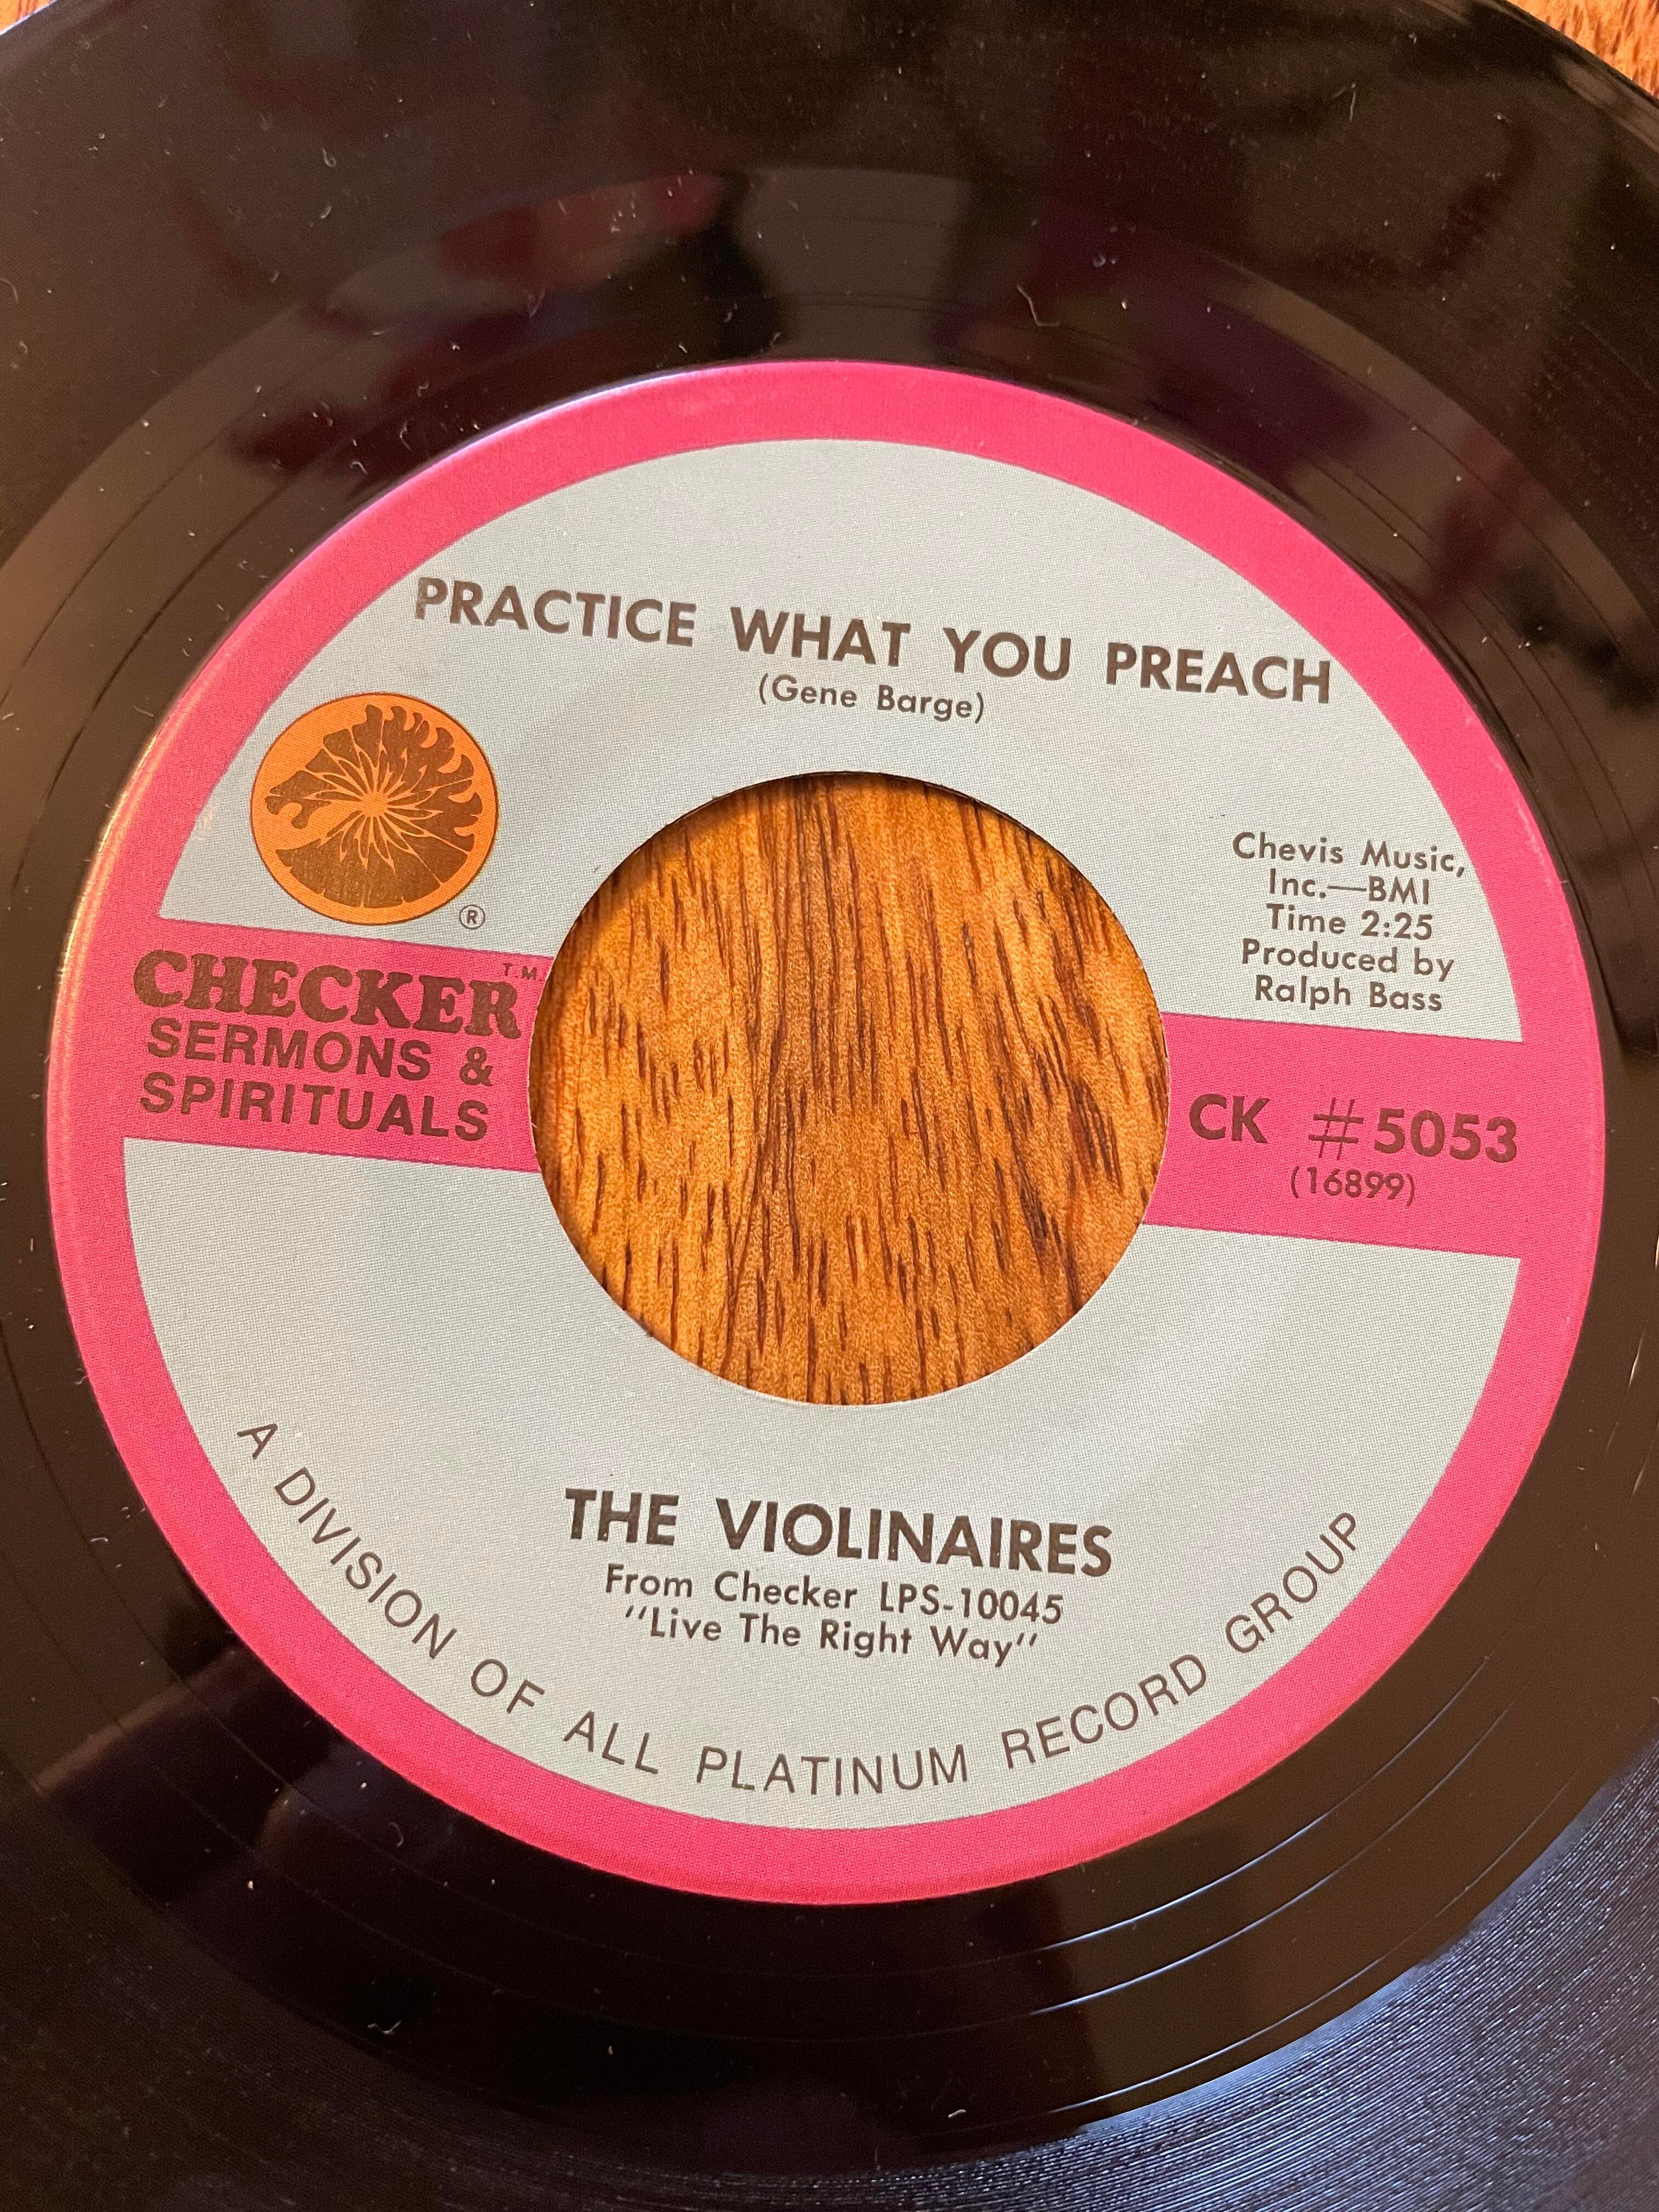 PRACTICE WHAT YOU PREACH
(Gene Barge)
®
Chevis Music,
Inc.—BMI
Time 2:25
Produced by
Ralph Bass
CHECKER T.M.
SERMONS &
SPIRITUALS
CK #5053
(16899)
THE VIOLINAIRES
From Checker LPS-10045
"Live The Right Way"
A DIVISION OF ALL PLATINUM RECORD GROUP